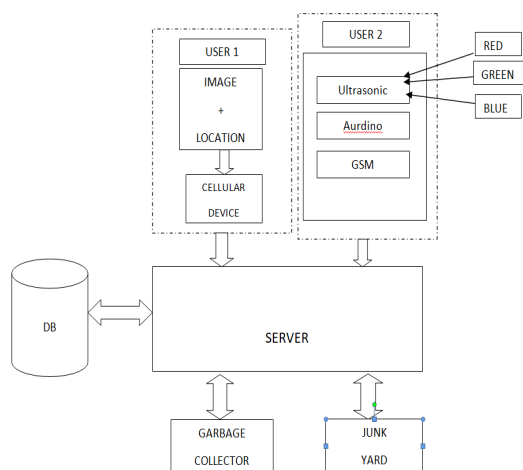 USER 1
IMAGE
+
LOCATION
CELLULAR
DEVICE
USER 2
Ultrasonic
Aurdino
GSM
RED
GREEN
BLUE
DB
SERVER
GARBAGE
COLLECTOR
JUNK
YARD